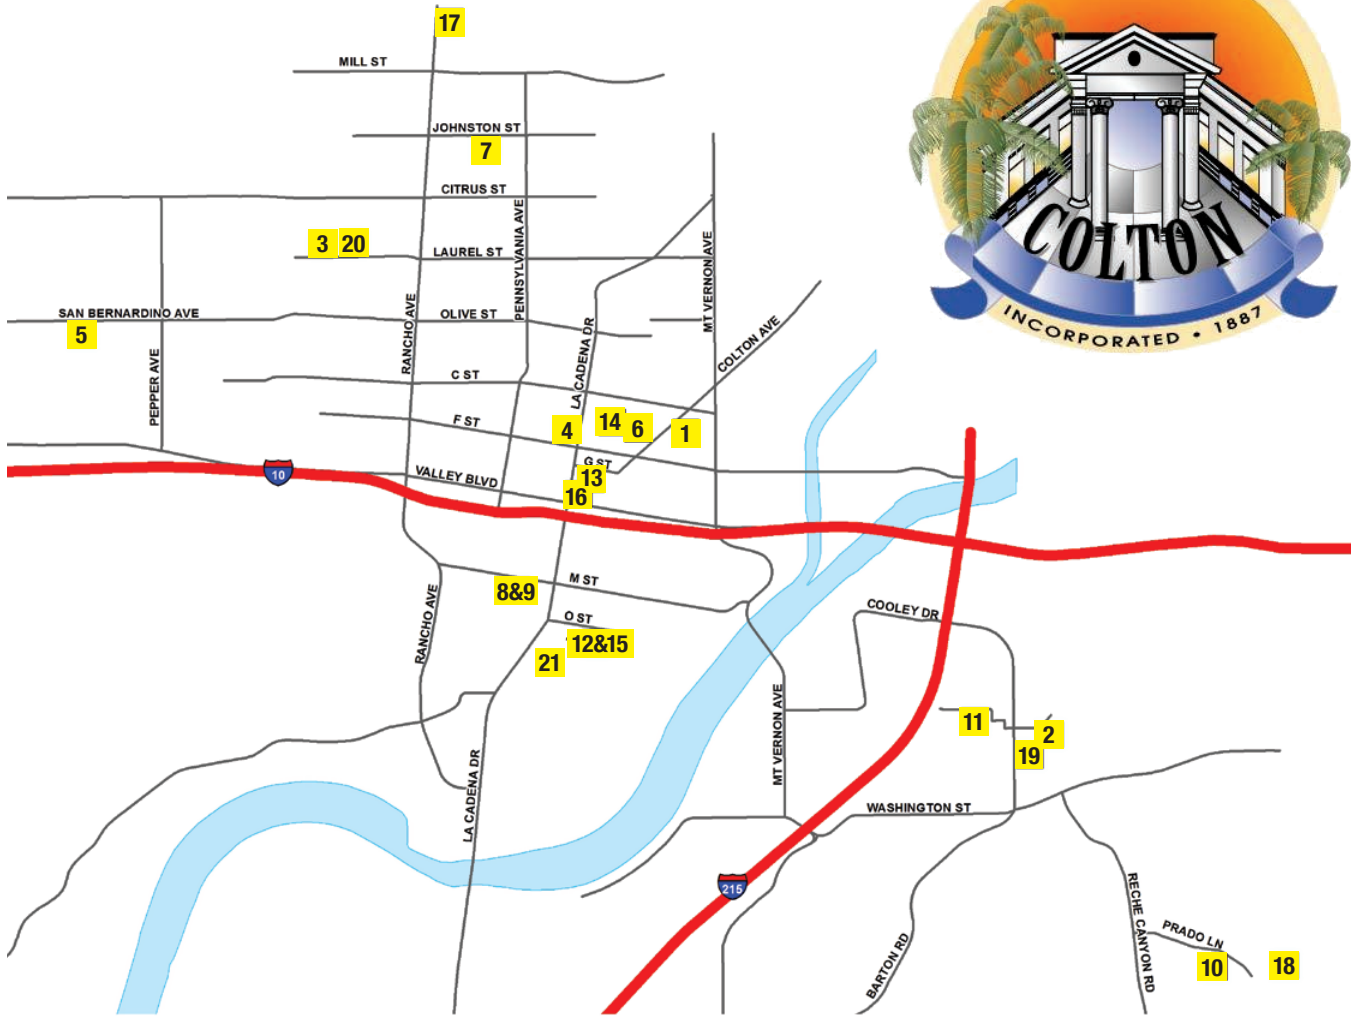 17
MILL ST
JOHNSTON ST
7
CITRUS ST
PENNSYLVANIA AVE
3 20
LAUREL ST
MT VERNON AVE
COLTON
INCORPORATED • 1887
SAN BERNARDINO AVE
5
OLIVE ST
RANCHO AVE
PEPPER AVE
LA CADENA DR
COLTON AVE
C ST
F ST
4
14
6
1
G ST
13
16
10
VALLEY BLVD
M ST
8&9
RANCHO AVE
O ST
12&15
21
COOLEY DR
MT VERNON AVE
11
2
19
LA CADENA DR
WASHINGTON ST
215
RECHE CANYON RD
PRADO LN
10
18
BARTON RD